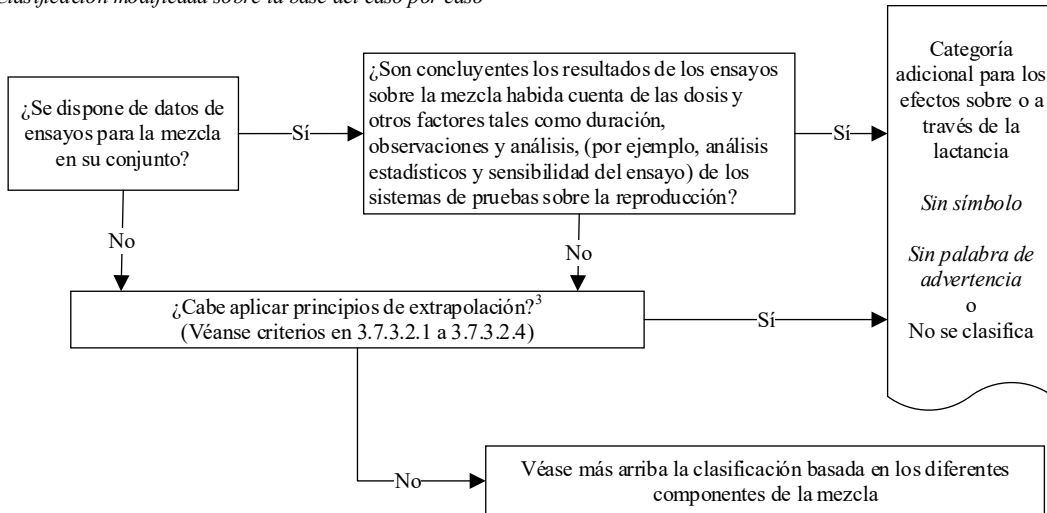 Clasificación modificada sobre la base del caso por caso
¿Se dispone de datos de
ensayos para la mezcla
en su conjunto?
Sí
¿Son concluyentes los resultados de los ensayos
sobre la mezcla habida cuenta de las dosis y
otros factores tales como duración,
observaciones y análisis, (por ejemplo, análisis
estadísticos y sensibilidad del ensayo) de los
sistemas de pruebas sobre la reproducción?
Sí
Categoría
adicional para los
efectos sobre o a
través de la
lactancia
Sin símbolo
Sin palabra de
advertencia
o
No se clasifica
No
No
¿Cabe aplicar principios de extrapolación?3
(Véanse criterios en 3.7.3.2.1 a 3.7.3.2.4)
Sí
No
Véase más arriba la clasificación basada en los diferentes
componentes de la mezcla